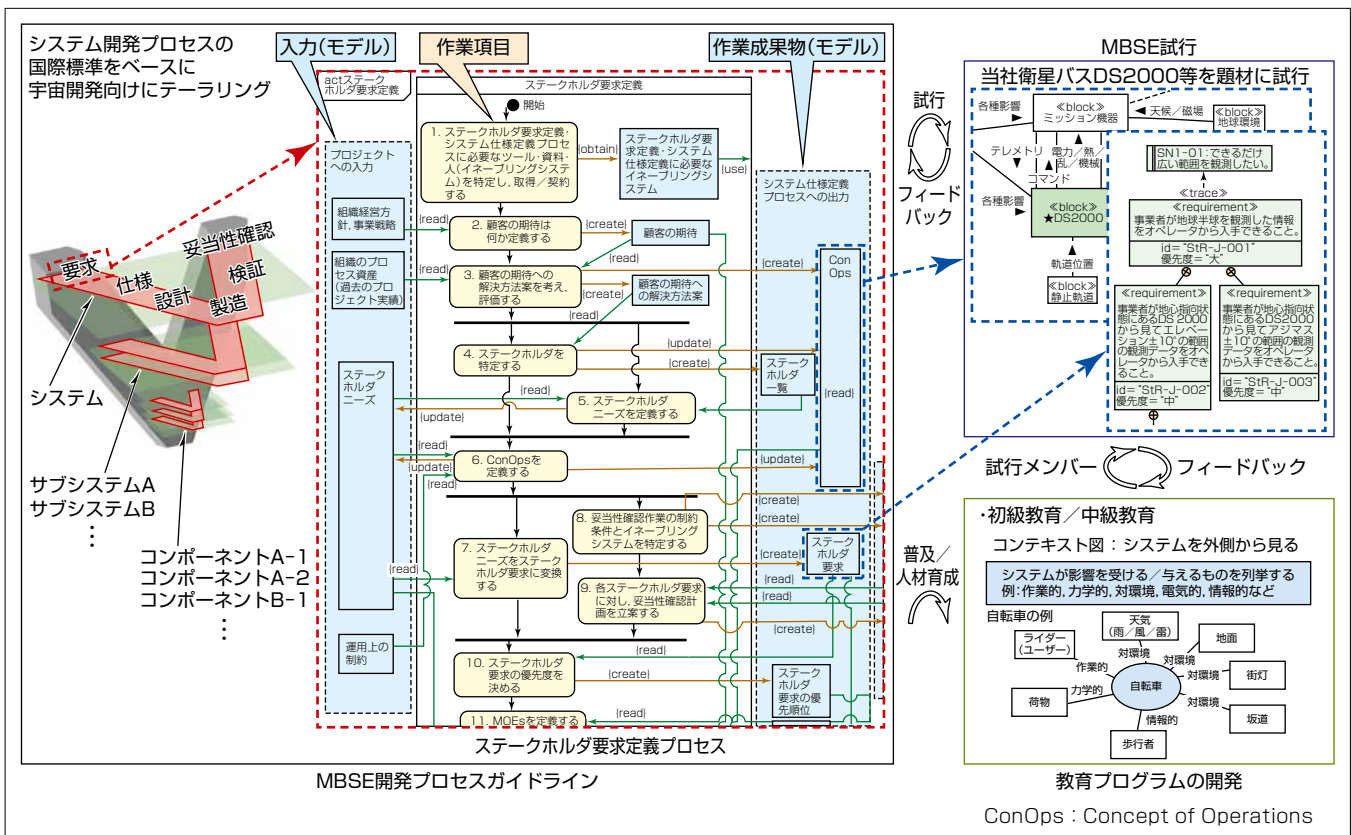 システム開発プロセスの
国際標準をベースに
宇宙開発向けにテーラリング
入力(モデル)
作業項目
作業成果物(モデル)
actステーク
ホルダ要求定義
ステークホルダ要求定義
開始
プロジェクト
への入力
組織経営方
針,事業戦略
組織のプロ
セス資産
(過去のプロ
ジェクト実績)
ステーク
ホルダ
ニーズ
運用上の
制約
1. ステークホルダ要求定義・
システム仕様定義プロセス
に必要なツール・資料・
人(イネーブリングシステ
ム)を特定し,取得/契約
する
{obtain}
ステークホルダ要
求定義・システム
仕様定義に必要な
イネーブリングシ
ステム
{use}
システム仕様定義
プロセスへの出力
{read}
2. 顧客の期待は
何か定義する
{create}
顧客の期待
{read}
{read}
3. 顧客の期待への
解決方法案を考え,
評価する
{create}
{create}
顧客の期待へ
の解決方法案
Con
Ops
{read}
{read}
4. ステークホルダを
特定する
{update}
{create}
ステーク
ホルダ
一覧
{read}
{read}
{update}
5. ステークホルダ
ニーズを定義する
{read}
{update}
{read}
6. ConOpsを
定義する
{update}
{create}
{create}
8. 妥当性確認作業の制約
条件とイネーブリング
システムを特定する
7. ステークホルダ
ニーズをステーク
ホルダ要求に変換す
る
{read}
{create}
ステーク
ホルダ
要求
{read}
{read}
9. 各ステークホルダ要求
に対し,妥当性確認計
画を立案する
{create}
{read}
10. ステークホルダ
要求の優先度を
決める
{create}
ステーク
ホルダ
要求の優
先順位
{read}
11. MOEsを定義する
ステークホルダ要求定義プロセス
要求
仕様
設計
製造
検証
妥当性確認
システム
サブシステムA
サブシステムB
⋮
コンポーネントA-1
コンポーネントA-2
コンポーネントB-1
⋮
MBSE開発プロセスガイドライン
試行
フィード
バック
普及/
人材育成
MBSE試行
当社衛星バスDS2000等を題材に試行
各種影響
≪block≫
ミッション機器
天候/磁場
≪block≫
地球環境
テレメトリ
電力/熱/
乱/機械
コマンド
各種影響
≪block≫
★DS2000
軌道位置
≪block≫
静止軌道
SN1-01:できるだけ
広い範囲を観測したい。
≪trace≫
≪requirement≫
事業者が地球半球を観測した情報
をオペレータから入手できること。
id="StR-J-001"
優先度="大"
≪requirement≫
事業者が地心指向状
態にあるDS2000
から見てエレベー
ション±10°の範囲
の観測データをオペ
レータから入手でき
ること。
id="StR-J-002"
優先度="中"
≪requirement≫
事業者が地心指向状
態にあるDS2000
から見てアジマス
±10°の範囲の観測
データをオペレータ
から入手できること。
id="StR-J-003"
優先度="中"
試行メンバー
フィードバック
・初級教育/中級教育
コンテキスト図:システムを外側から見る
システムが影響を受ける/与えるものを列挙する
例:作業的,力学的,対環境,電気的,情報的など
自転車の例
ライダー
(ユーザー)
天気
(雨/風/雷)
地面
街灯
坂道
歩行者
荷物
自転車
作業的
対環境
対環境
対環境
対環境
力学的
情報的
教育プログラムの開発
ConOps:Concept of Operations